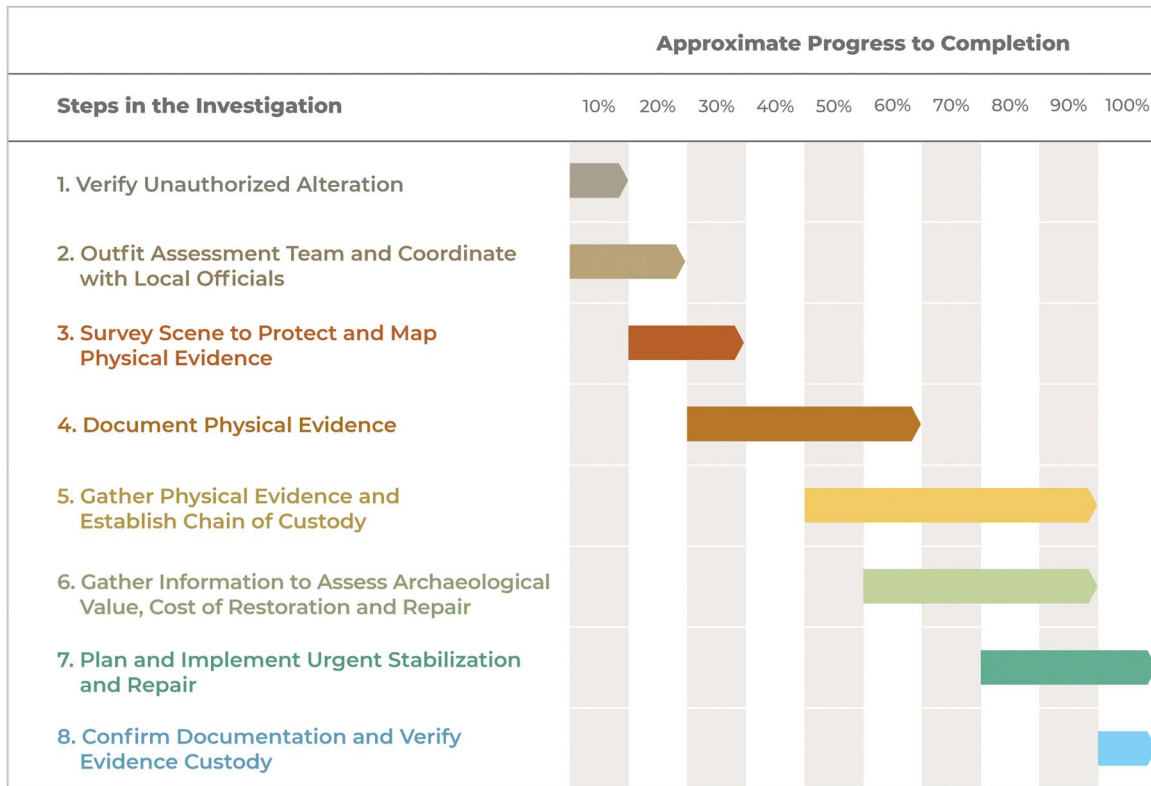 Approximate Progress to Completion
Steps in the Investigation 10% 20% 30% 40% 50% 60% 70% 80% 90% 100%
1. Verify Unauthorized Alteration
2. Outfit Assessment Team and Coordinate
with Local Officials
3. Survey Scene to Protect and Map
Physical Evidence
4. Document Physical Evidence
5. Gather Physical Evidence and
Establish Chain of Custody
6. Gather Information to Assess Archaeological
Value, Cost of Restoration and Repair
7. Plan and Implement Urgent Stabilization
and Repair
8. Confirm Documentation and Verify
Evidence Custody